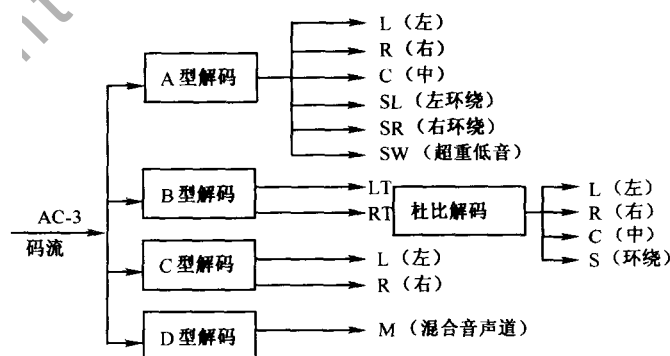 L（左）
R（右）
A型解码
C（中）
SL（左环绕）
SR（右环绕）
SW（超重低音）
B型解码
LT
RT
杜比解码
L（左）
R（右）
C（中）
S（环绕）
AC-3
码流
C型解码
L（左）
R（右）
D型解码
M（混合音声道）